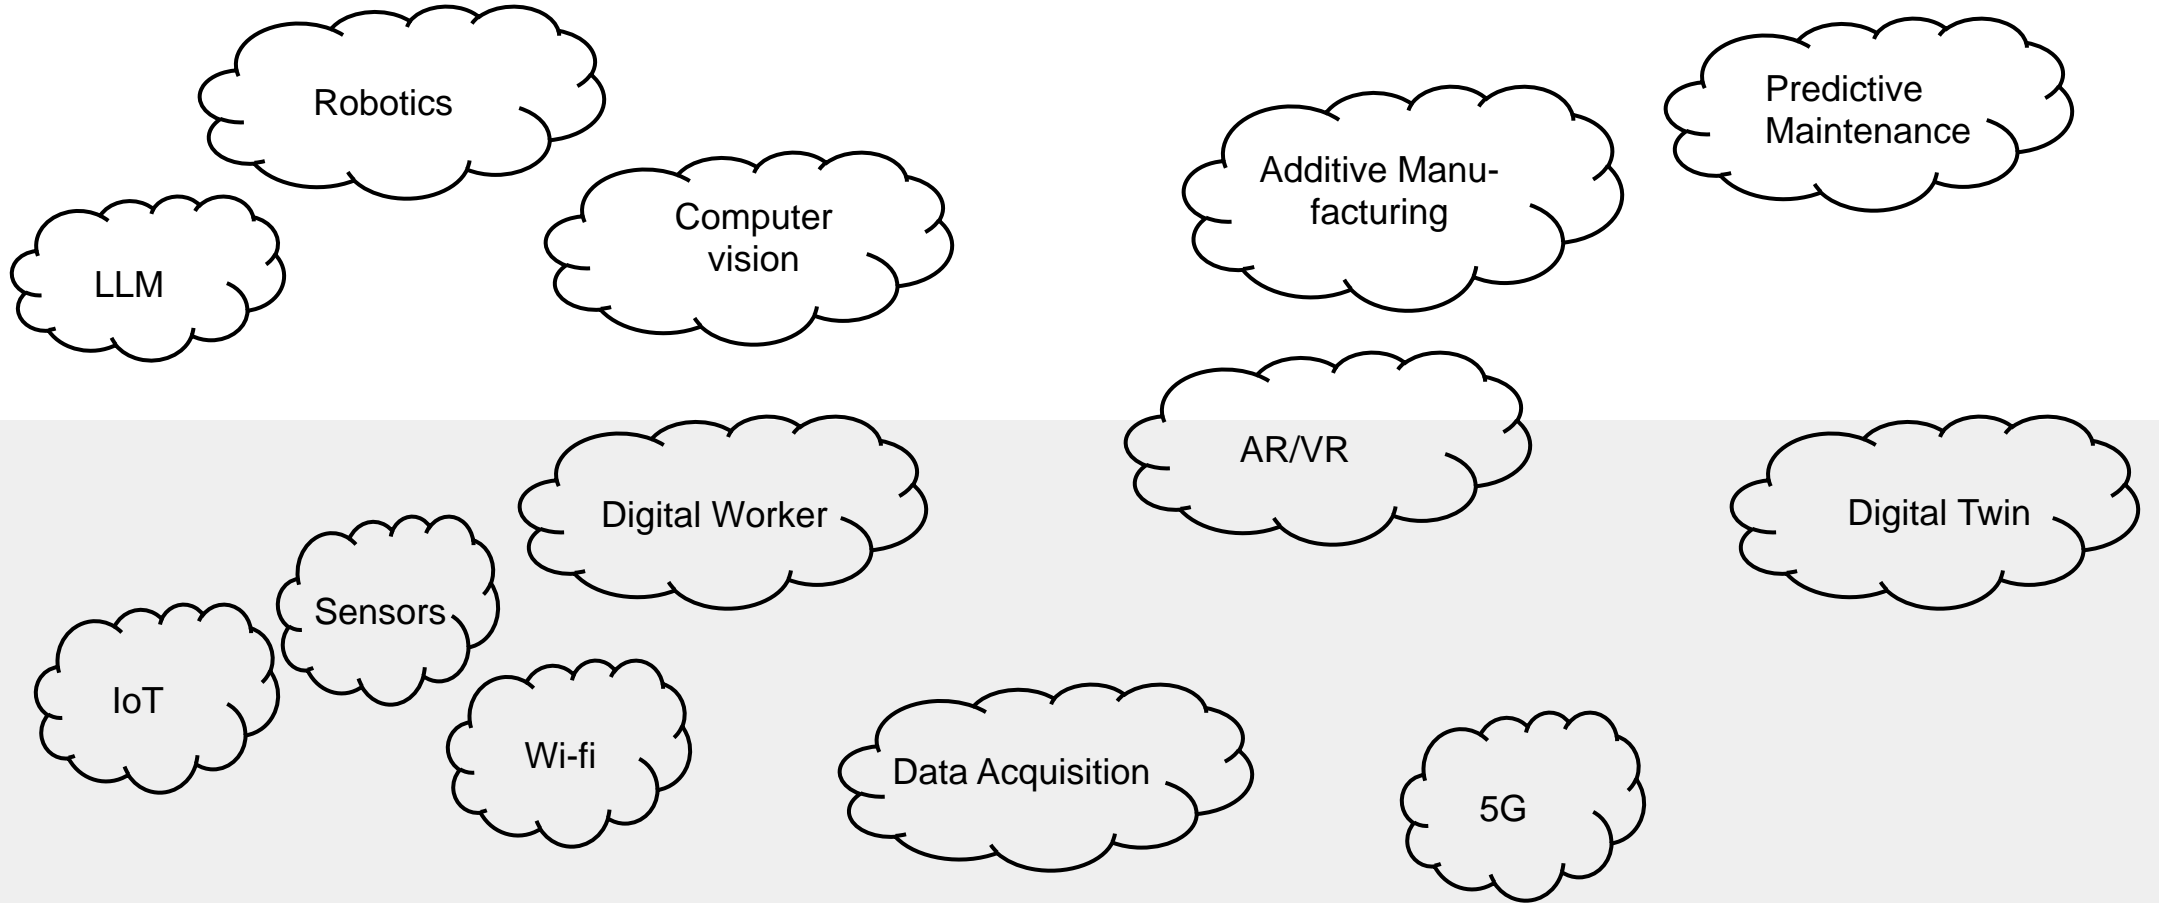 Robotics
Predictive
Maintenance
Additive Manu-
facturing
Computer
vision
LLM
AR/VR
Digital Worker
Digital Twin
Sensors
IoT
Wi-fi
Data Acquisition
5G